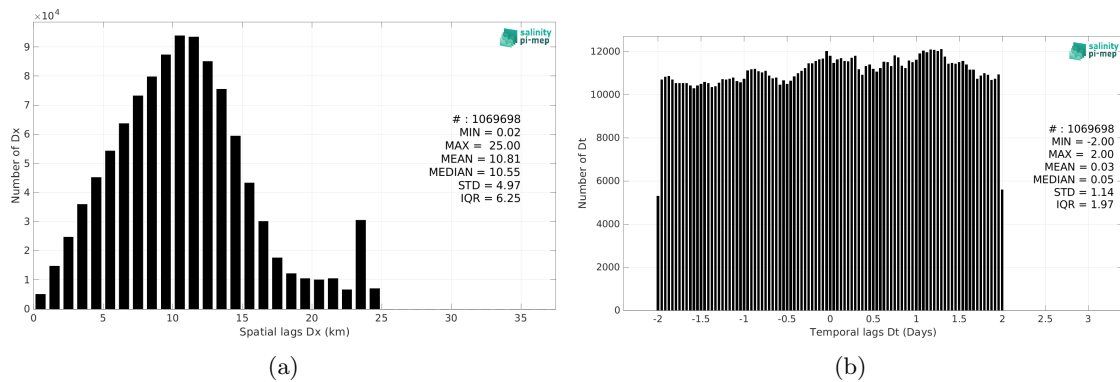 ×10⁴
9
8
7
6
5
4
3
2
1
0
Number of Dx
0 5 10 15 20 25 30 35
Spatial lags Dx (km)
salinity
pi-mep
# : 1069698
MIN = 0.02
MAX = 25.00
MEAN = 10.81
MEDIAN = 10.55
STD = 4.97
IQR = 6.25
(a)
12000
10000
8000
6000
4000
2000
0
Number of Dt
-2 -1.5 -1 -0.5 0 0.5 1 1.5 2 2.5 3
Temporal lags Dt (Days)
salinity
pi-mep
# : 1069698
MIN = -2.00
MAX = 2.00
MEAN = 0.03
MEDIAN = 0.05
STD = 1.14
IQR = 1.97
(b)